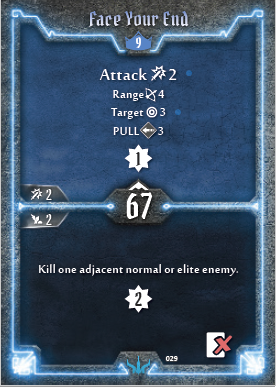 Face Your End
9
Attack 2
Range 4
Target 3
PULL 3
1
2
67
2
Kill one adjacent normal or elite enemy.
2
029